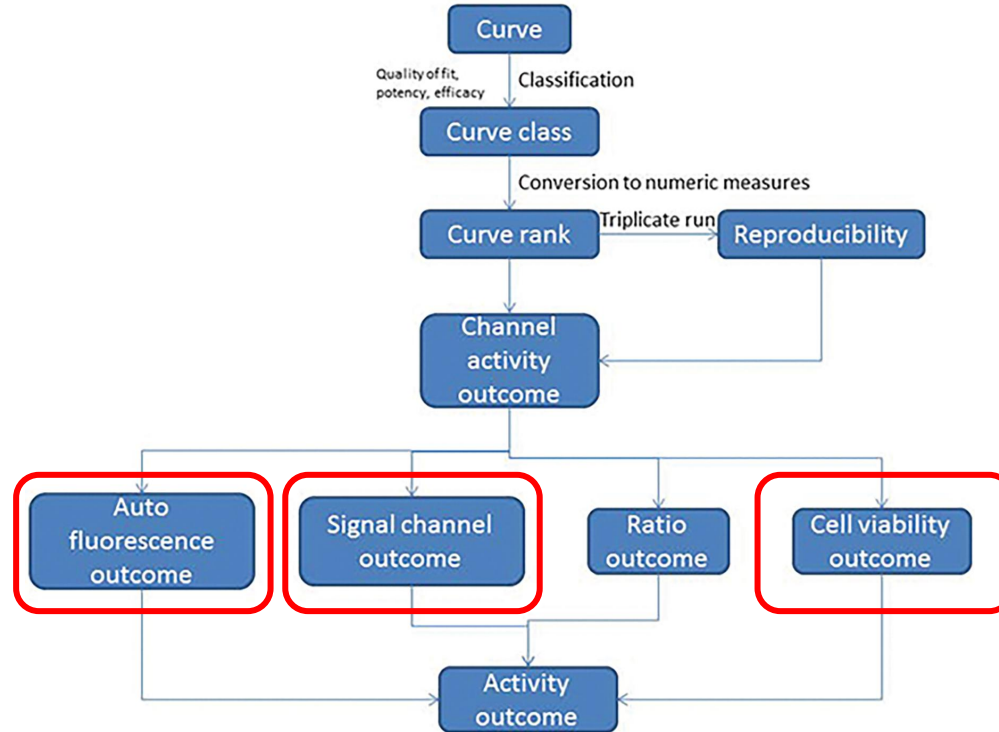 Curve
Quality of fit,
potency, efficacy
Classification
Curve class
Conversion to numeric measures
Curve rank
Triplicate run
Reproducibility
Channel
activity
outcome
Auto
fluorescence
outcome
Signal channel
outcome
Ratio
outcome
Cell viability
outcome
Activity
outcome